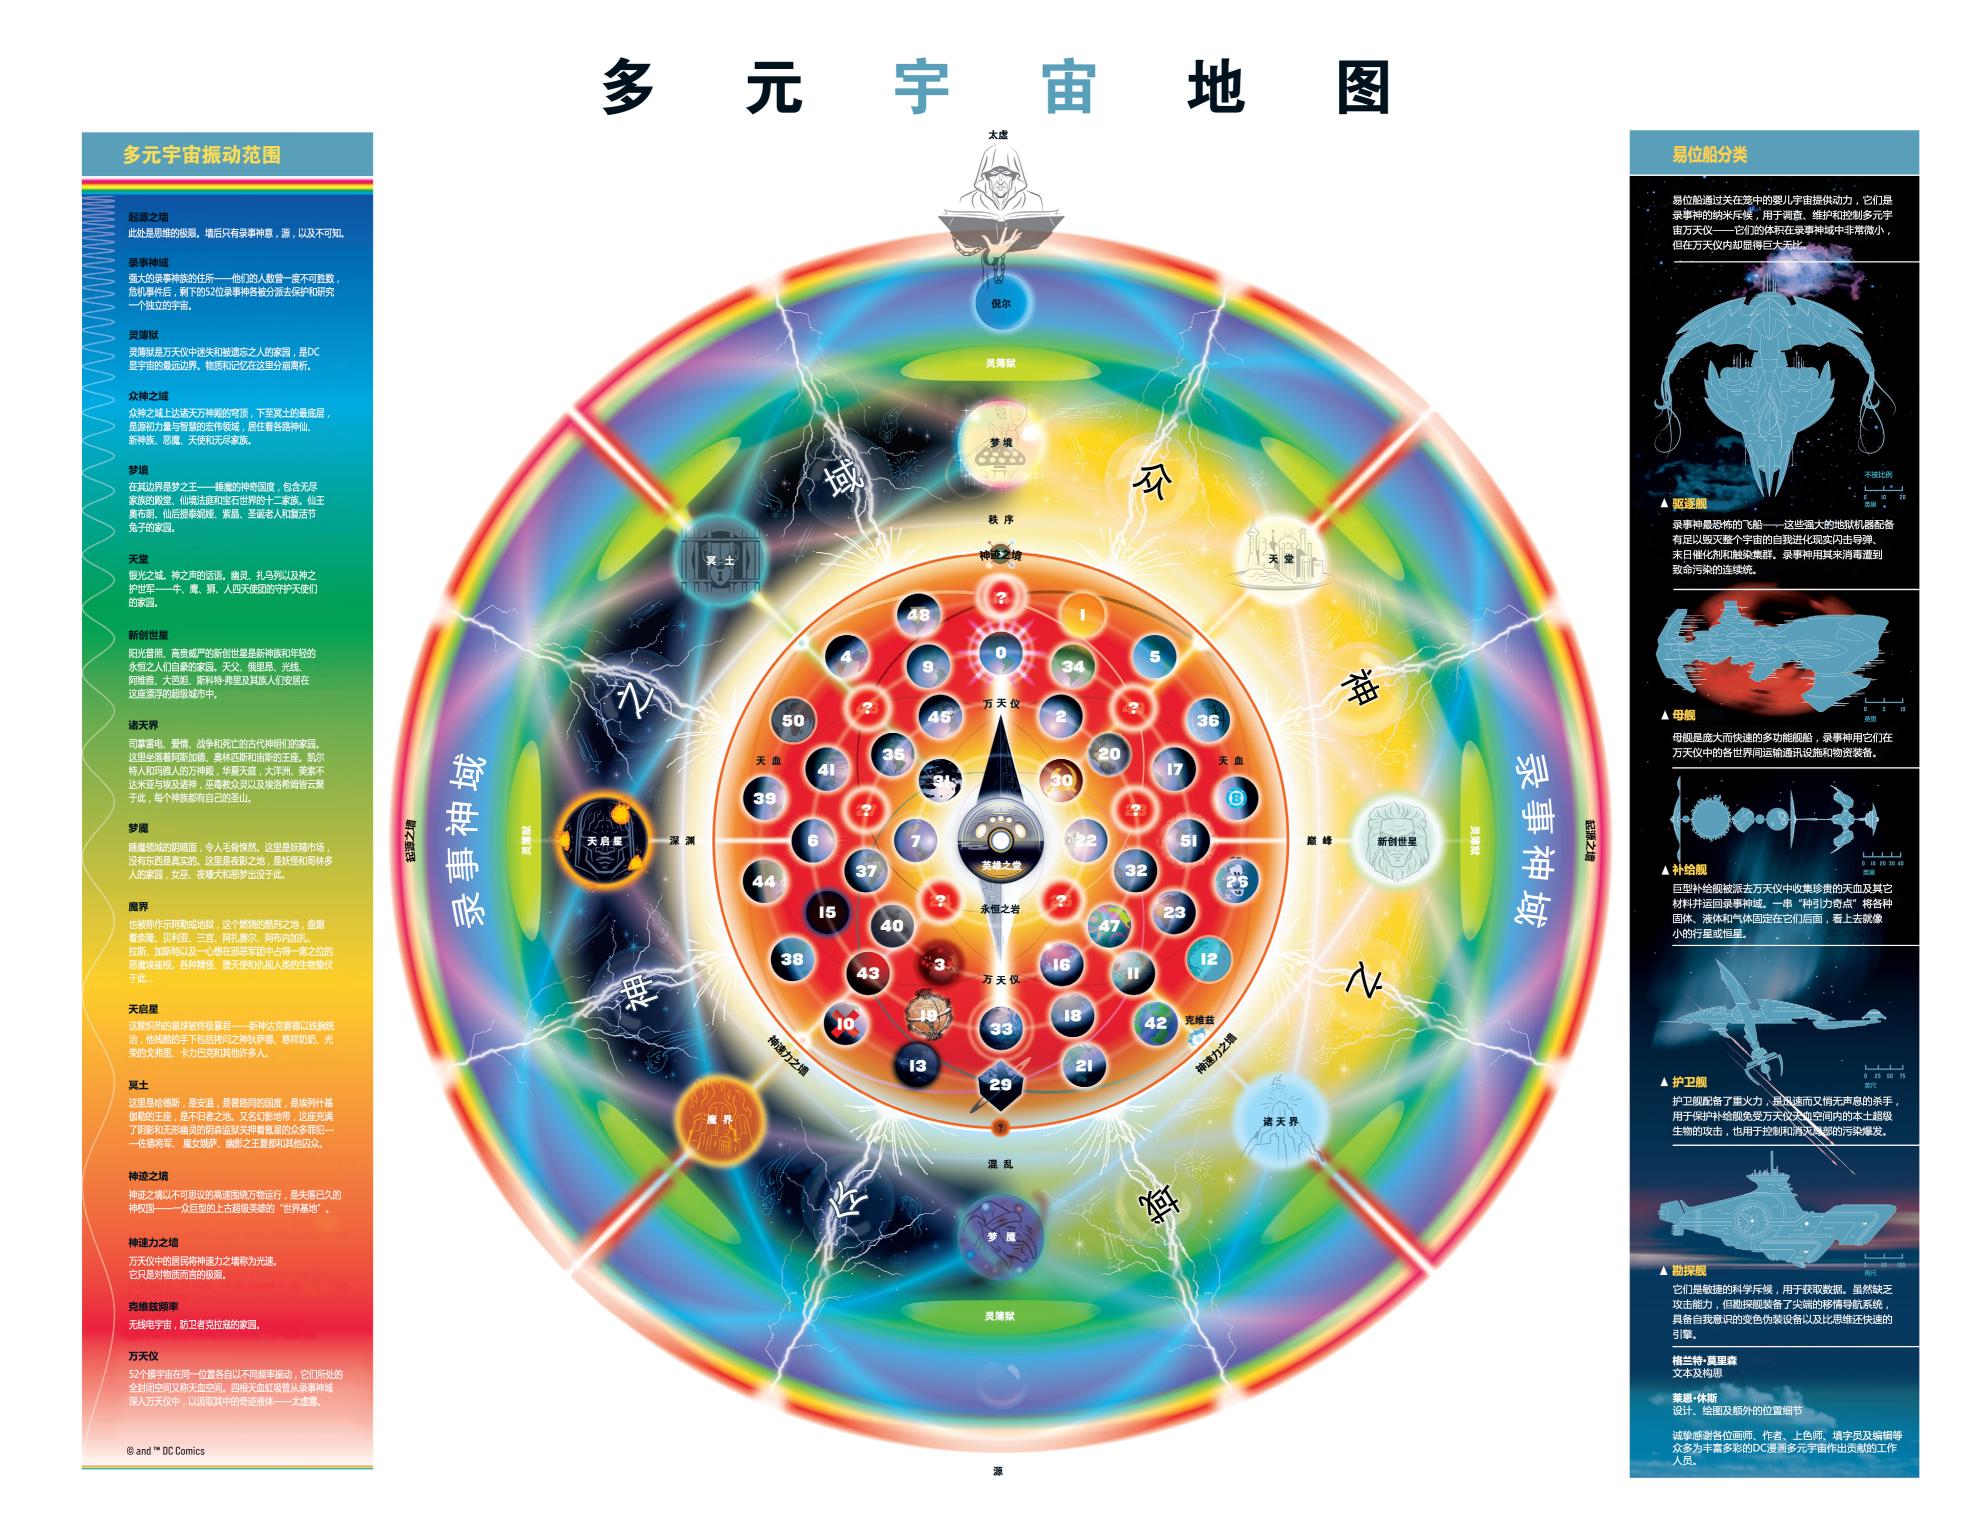 多元宇宙地图
多元宇宙振动范围
起源之墙
此处是思维的极限。墙后只有录事神意，源，以及不可知。
录事神域
强大的录事神族的住所——他们的人数曾一度不可胜数，
危机事件后，剩下的52位录事神各被分派去保护和研究
一个独立的宇宙。
灵簿狱
灵簿狱是万天仪中迷失和被遗忘之人的家园，是DC
显宇宙的最远边界。物质和记忆在这里分崩离析。
众神之域
众神之域上达诸天万神殿的穹顶，下至冥土的最底层，
是源初力量与智慧的宏伟领域，居住着各路神仙、
新神族、恶魔、天使和无尽家族。
梦境
在其边界是梦之王——睡魔的神奇国度，包含无尽
家族的殿堂、仙境法庭和宝石世界的十二家族。仙王
奥布朗、仙后提泰妮娅、紫晶、圣诞老人和复活节
兔子的家园。
天堂
银光之城。神之声的话语。幽灵、扎乌列以及神之
护世军——牛、鹰、狮、人四天使团的守护天使们
的家园。
新创世星
阳光普照、高贵威严的新创世星是新神族和年轻的
永恒之人们自豪的家园。天父、俄里昂、光线、
阿维雅、大芭妲、斯科特·弗里及其族人们安居在
这座漂浮的超级城市中。
诸天界
司掌雷电、爱情、战争和死亡的古代神明们的家园。
这里坐落着阿斯加德、奥林匹斯和宙斯的王座。凯尔
特人和玛雅人的万神殿，华夏天庭，大洋洲、美索不
达米亚与埃及诸神，巫毒教众灵以及埃洛希姆皆云聚
于此，每个神族都有自己的圣山。
梦魇
睡魔领域的阴暗面，令人毛骨悚然。这里是妖精市场，
没有东西是真实的。这里是夜影之地，是妖怪和哥林多
人的家园，女巫、夜嚎犬和恶梦出没于此。
魔界
也被称作示阿勒或地狱，这个燃烧的酷刑之地，盘踞
着奈隆、贝利亚、三宫、阿扎赛尔、阿布内加扎、
拉斯、加斯特以及一心想在邪恶军团中占得一席之位的
恶魔埃崔根。各种精怪、堕天使和仇视人类的生物蛰伏
于此...
天启星
这颗炽热的星球被终极暴君——新神达克赛德以铁腕统
治，他残酷的手下包括拷问之神狄萨德、慈祥奶奶、光
荣的戈弗里、卡力巴克和其他许多人。
冥土
这里是哈德斯，是安温，是普路同的国度，是埃列什基
伽勒的王座，是不归者之地。又名幻影地带，这座充满
了阴影和无形幽灵的阴森监狱关押着氪星的众多罪犯—
—佐德将军、魔女娥萨、幽影之王夏都和其他囚众。
神迹之境
神迹之境以不可思议的高速围绕万物运行，是失落已久的
神权国——一众巨型的上古超级英雄的“世界基地”。
神速力之墙
万天仪中的居民将神速力之墙称为光速。
它只是对物质而言的极限。
克维兹频率
无线电宇宙，防卫者克拉寇的家园。
万天仪
52个膜宇宙在同一位置各自以不同频率振动，它们所处的
全封闭空间又称天血空间。四根天血虹吸管从录事神域
深入万天仪中，以汲取其中的奇迹液体——太虚露。
© and ™ DC Comics
太虚
倪尔
灵簿狱
梦境
秩序
神迹之境
众
神
之
域
众
神
之
域
冥土
天堂
天启星
新创世星
魔界
诸天界
梦魇
混乱
深渊
巅峰
灵簿狱
灵簿狱
灵簿狱
录事神域
录事神域
起源之墙
起源之墙
神速力之墙
神速力之墙
克维兹
天血
天血
万天仪
英雄之堂
永恒之岩
万天仪
48
?
1
4
9
0
34
5
50
?
45
2
?
36
41
35
31
30
20
17
39
?
?
8
6
7
22
51
44
37
32
26
15
?
?
23
40
47
38
43
3
16
11
12
10
19
33
18
42
13
29
21
?
源
易位船分类
易位船通过关在笼中的婴儿宇宙提供动力，它们是
录事神的纳米斥候，用于调查、维护和控制多元宇
宙万天仪——它们的体积在录事神域中非常微小，
但在万天仪内却显得巨大无比。
不按比例
0 10 20
英里
▲ 驱逐舰
录事神最恐怖的飞船——这些强大的地狱机器配备
有足以毁灭整个宇宙的自我进化现实闪击导弹、
末日催化剂和触染集群。录事神用其来消毒遭到
致命污染的连续统。
0 5 10
英里
▲ 母舰
母舰是庞大而快速的多功能舰船，录事神用它们在
万天仪中的各世界间运输通讯设施和物资装备。
0 10 20 30 40
英里
▲ 补给舰
巨型补给舰被派去万天仪中收集珍贵的天血及其它
材料并运回录事神域。一串“种引力奇点”将各种
固体、液体和气体固定在它们后面，看上去就像
小的行星或恒星。
0 25 50 75
英尺
▲ 护卫舰
护卫舰配备了重火力，是迅速而又悄无声息的杀手，
用于保护补给舰免受万天仪天血空间内的本土超级
生物的攻击，也用于控制和消灭局部的污染爆发。
0 50 100
英尺
▲ 勘探舰
它们是敏捷的科学斥候，用于获取数据。虽然缺乏
攻击能力，但勘探舰装备了尖端的移情导航系统，
具备自我意识的变色伪装设备以及比思维还快速的
引擎。
格兰特·莫里森
文本及构思
莱恩·休斯
设计、绘图及额外的位置细节
诚挚感谢各位画师、作者、上色师、填字员及编辑等
众多为丰富多彩的DC漫画多元宇宙作出贡献的工作
人员。